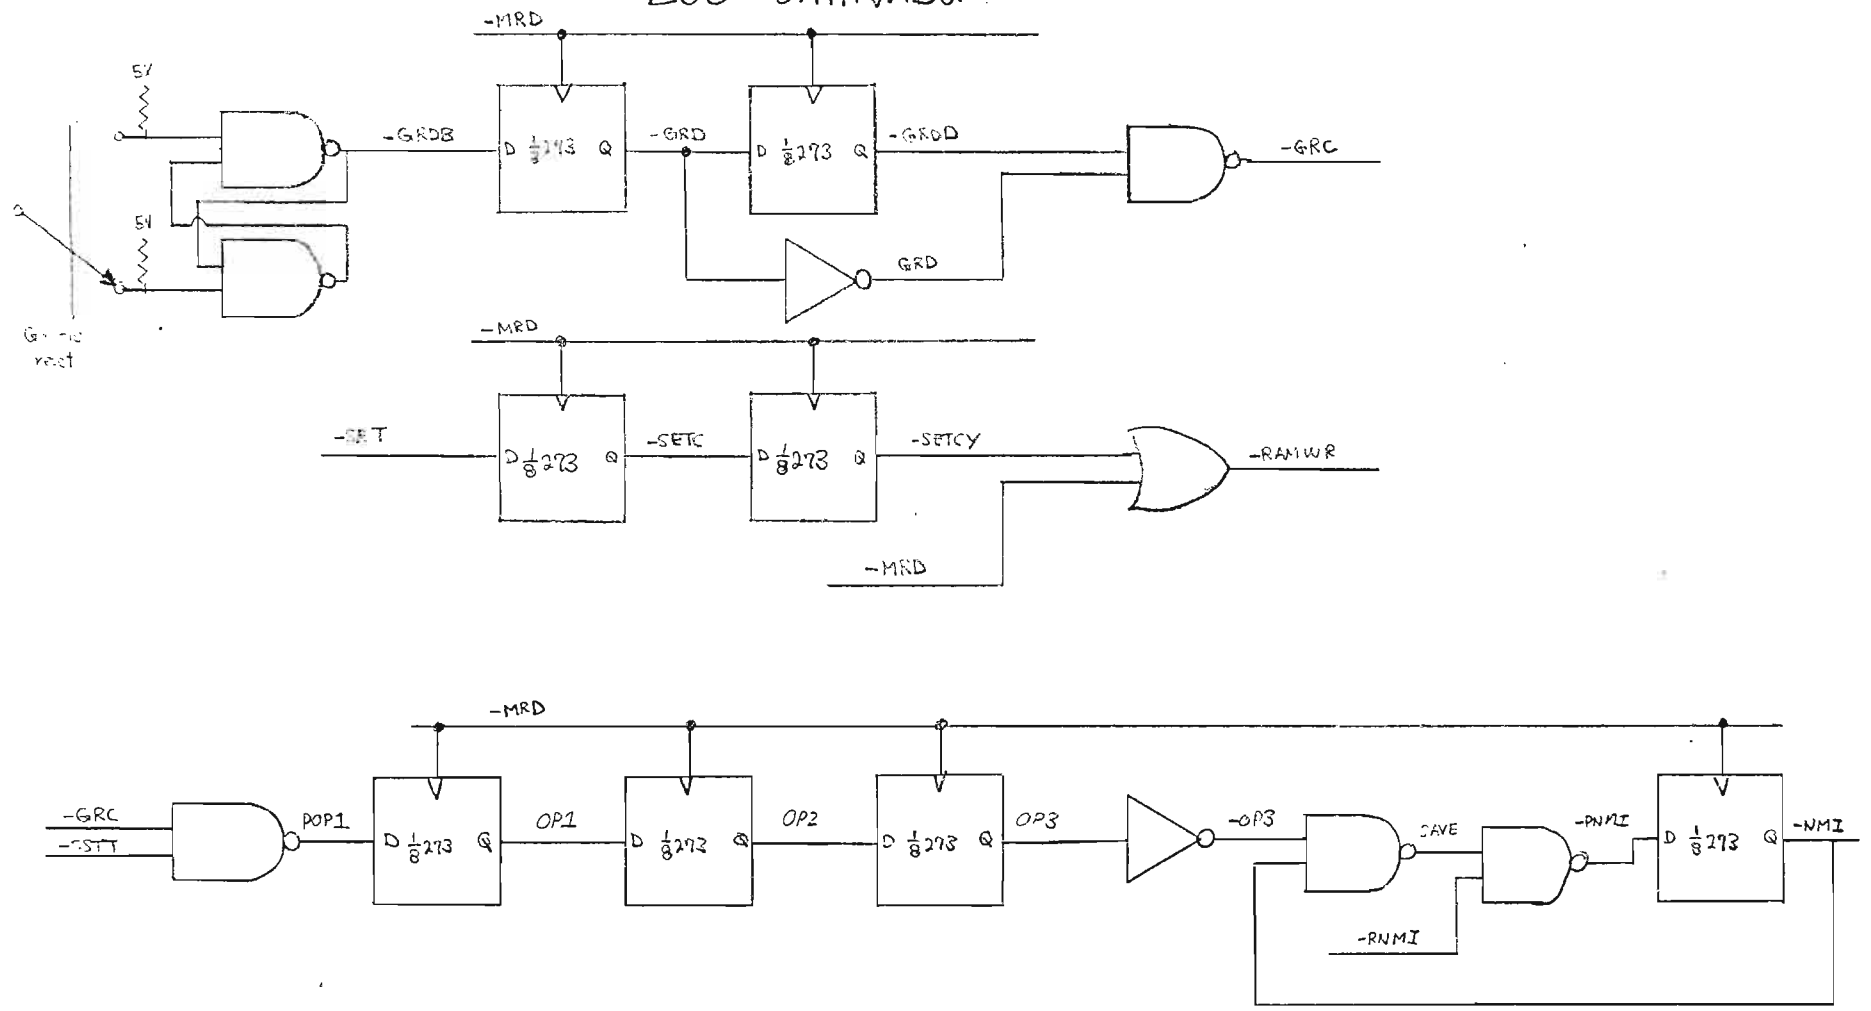 -MRD
5V
-GRDB
D 1/8 273 Q
-GRD
D 1/8 273 Q
-GRDD
-GRC
5V
GRD
-MRD
D 1/8 273 Q
-SETC
D 1/8 273 Q
-SETCY
-RAMWR
-MRD
-MRD
-GRC
POP1
D 1/8 273 Q
OP1
D 1/8 273 Q
OP2
D 1/8 273 Q
OP3
-OP3
SAVE
-PNMI
D 1/8 273 Q
-NMI
-RNMI